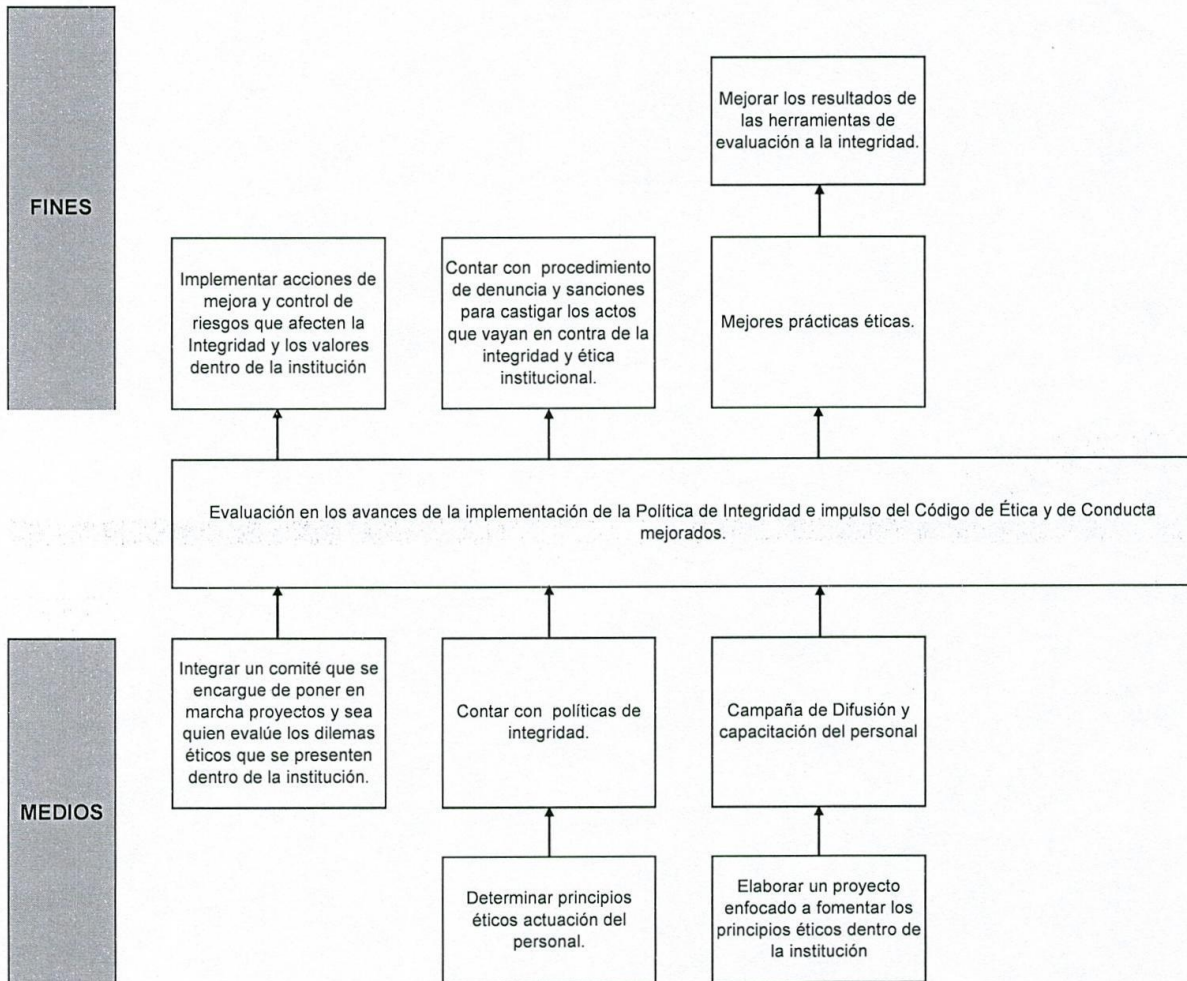 Mejorar los resultados de
las herramientas de
evaluación a la integridad.
FINES
Implementar acciones de
mejora y control de
riesgos que afecten la
Integridad y los valores
dentro de la institución
Contar con  procedimiento
de denuncia y sanciones
para castigar los actos
que vayan en contra de la
integridad y ética
institucional.
Mejores prácticas éticas.
Evaluación en los avances de la implementación de la Política de Integridad e impulso del Código de Ética y de Conducta
mejorados.
MEDIOS
Integrar un comité que se
encargue de poner en
marcha proyectos y sea
quien evalúe los dilemas
éticos que se presenten
dentro de la institución.
Contar con  políticas de
integridad.
Campaña de Difusión y
capacitación del personal
Determinar principios
éticos actuación del
personal.
Elaborar un proyecto
enfocado a fomentar los
principios éticos dentro de
la institución